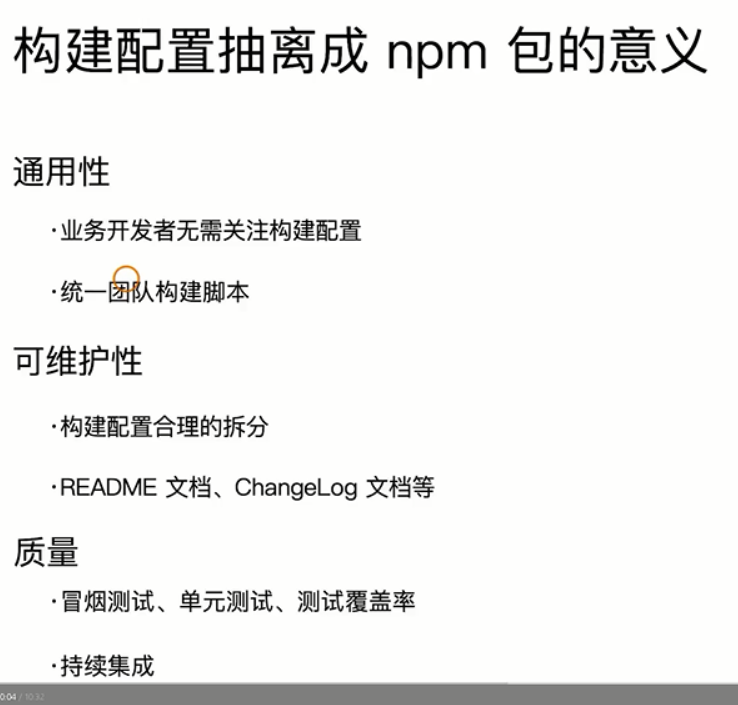 构建配置抽离成 npm 包的意义
通用性
·业务开发者无需关注构建配置
·统一团队构建脚本
可维护性
·构建配置合理的拆分
·README 文档、ChangeLog 文档等
质量
·冒烟测试、单元测试、测试覆盖率
·持续集成
0:04 / 10:32